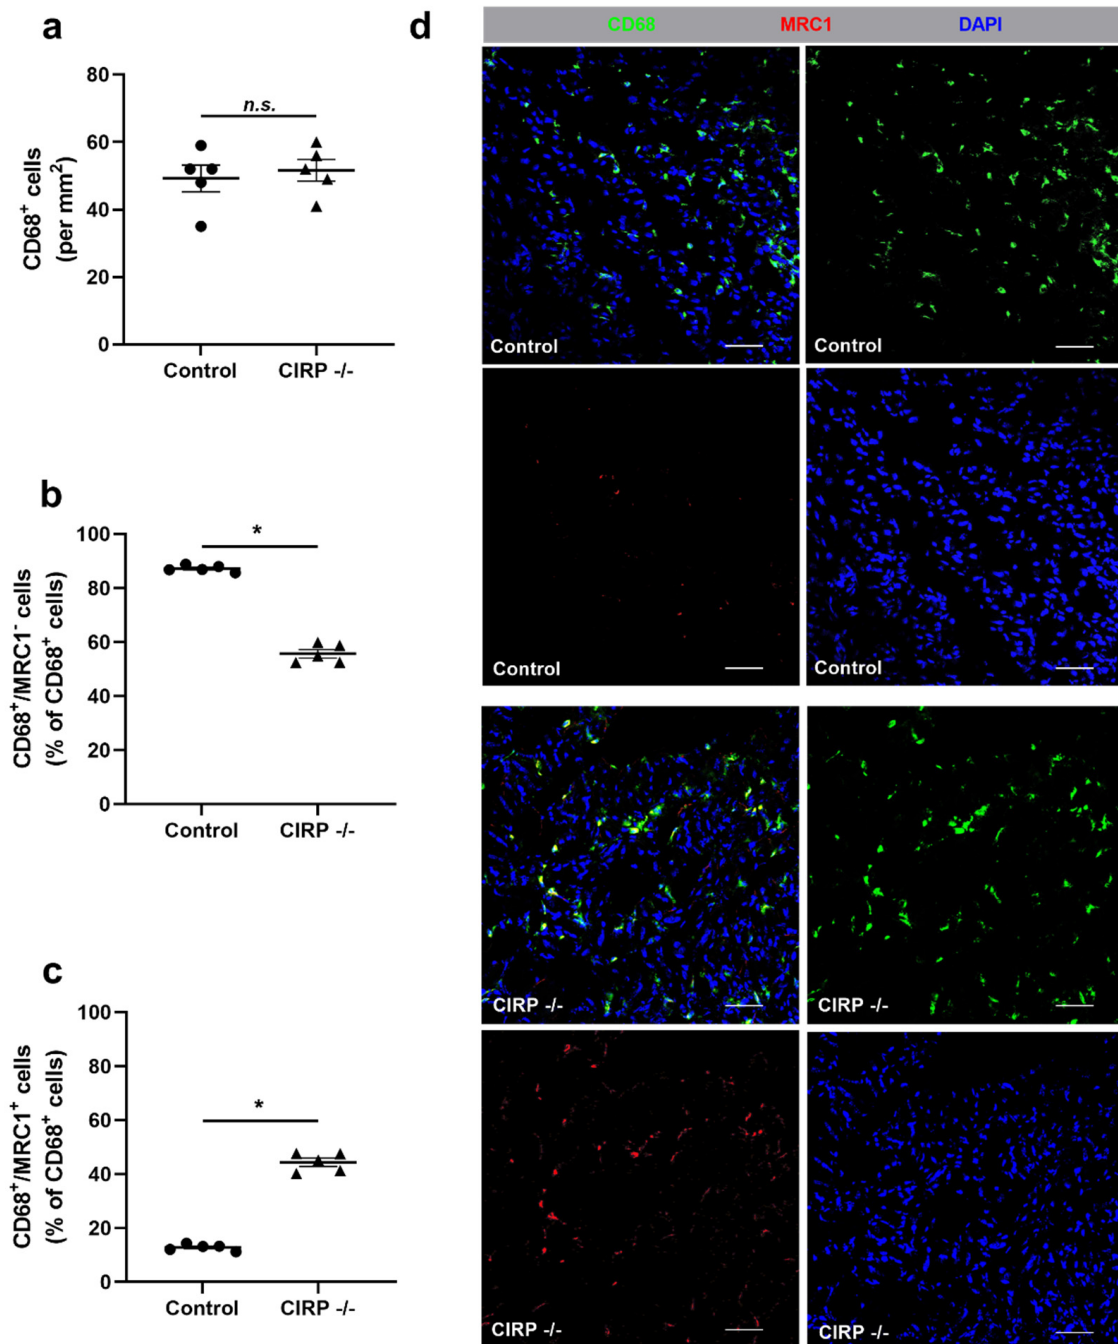 a
80
60
40
20
0
CD68⁺ cells
(per mm²)
n.s.
Control CIRP -/-
b
100
80
60
40
20
0
CD68⁺/MRC1⁻ cells
(% of CD68⁺ cells)
*
Control CIRP -/-
c
100
80
60
40
20
0
CD68⁺/MRC1⁺ cells
(% of CD68⁺ cells)
*
Control CIRP -/-
d
CD68 MRC1 DAPI
Control
Control
Control
Control
CIRP -/-
CIRP -/-
CIRP -/-
CIRP -/-